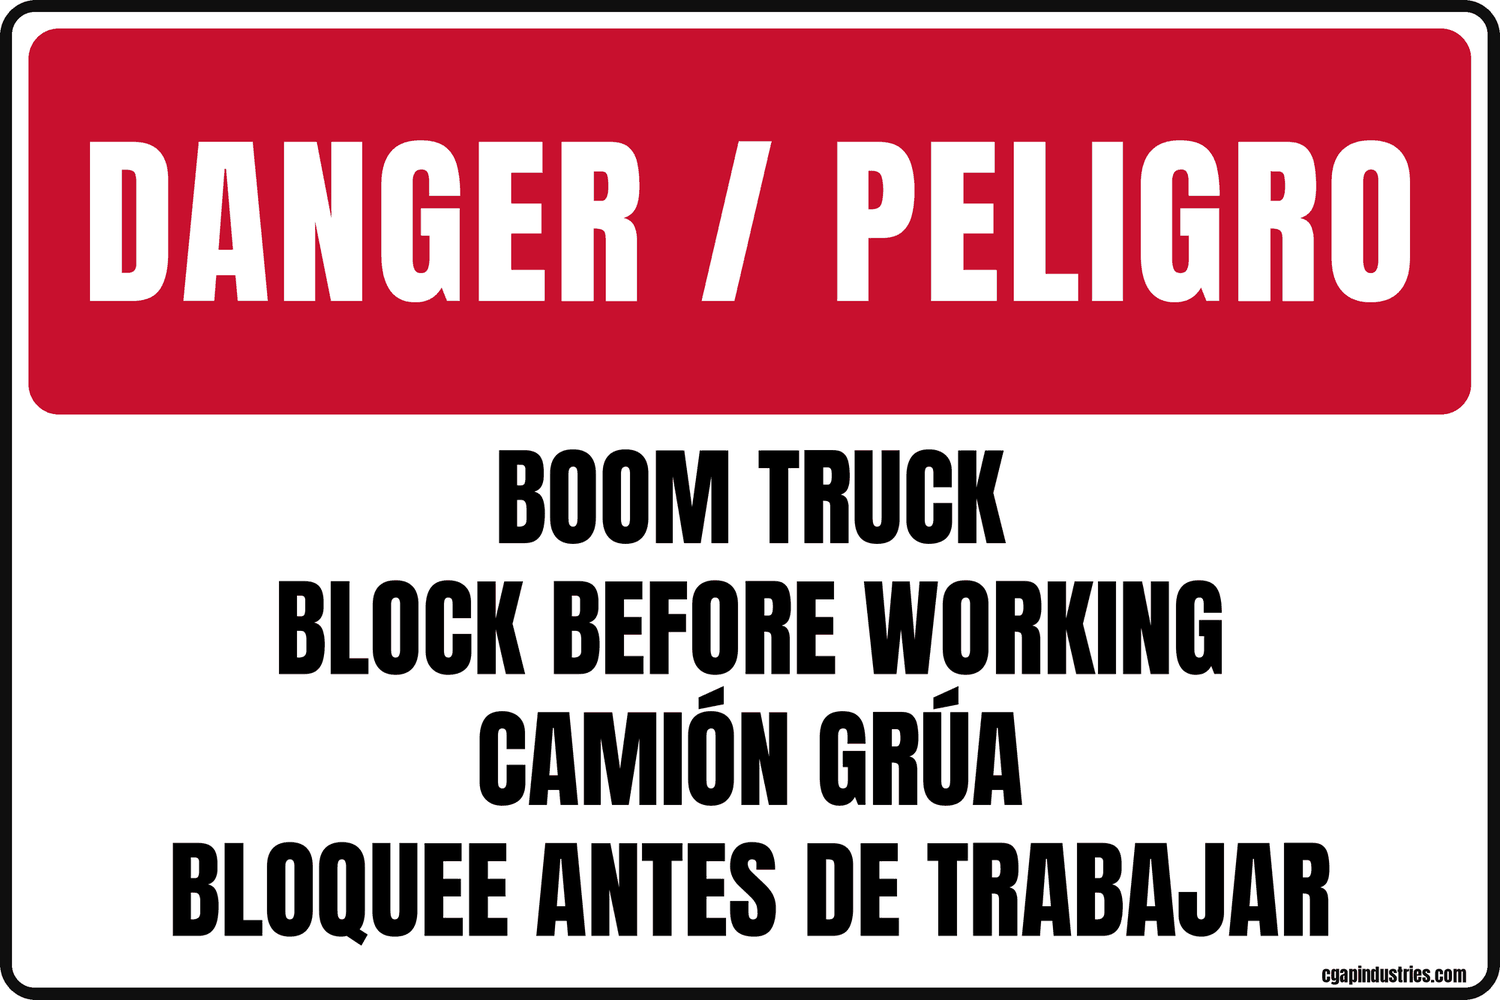 DANGER / PELIGRO
BOOM TRUCK
BLOCK BEFORE WORKING
CAMIÓN GRÚA
BLOQUEE ANTES DE TRABAJAR
cgapindustries.com